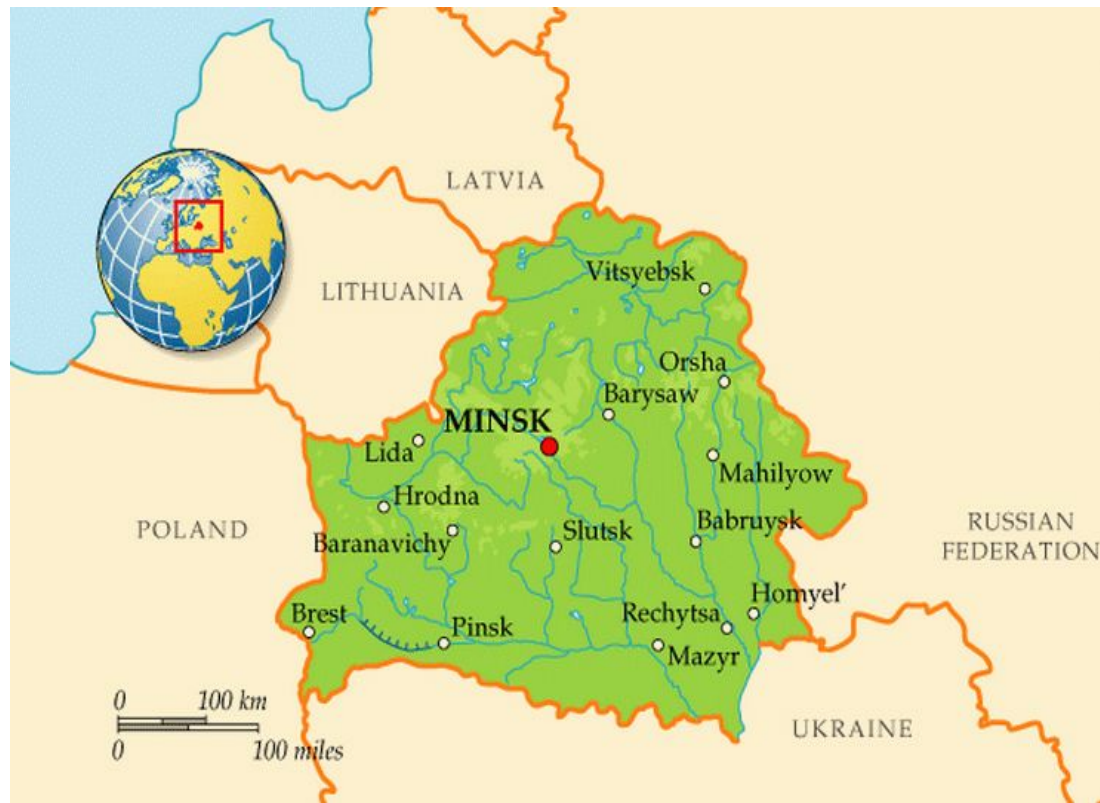 LATVIA
LITHUANIA
Vitsyebsk
Orsha
Barysaw
MINSK
Lida
Mahilyow
Hrodna
POLAND
Baranavichy
Slutsk
Babruysk
RUSSIAN
FEDERATION
Homyel′
Brest
Pinsk
Rechytsa
Mazyr
0 100 km
0 100 miles
UKRAINE